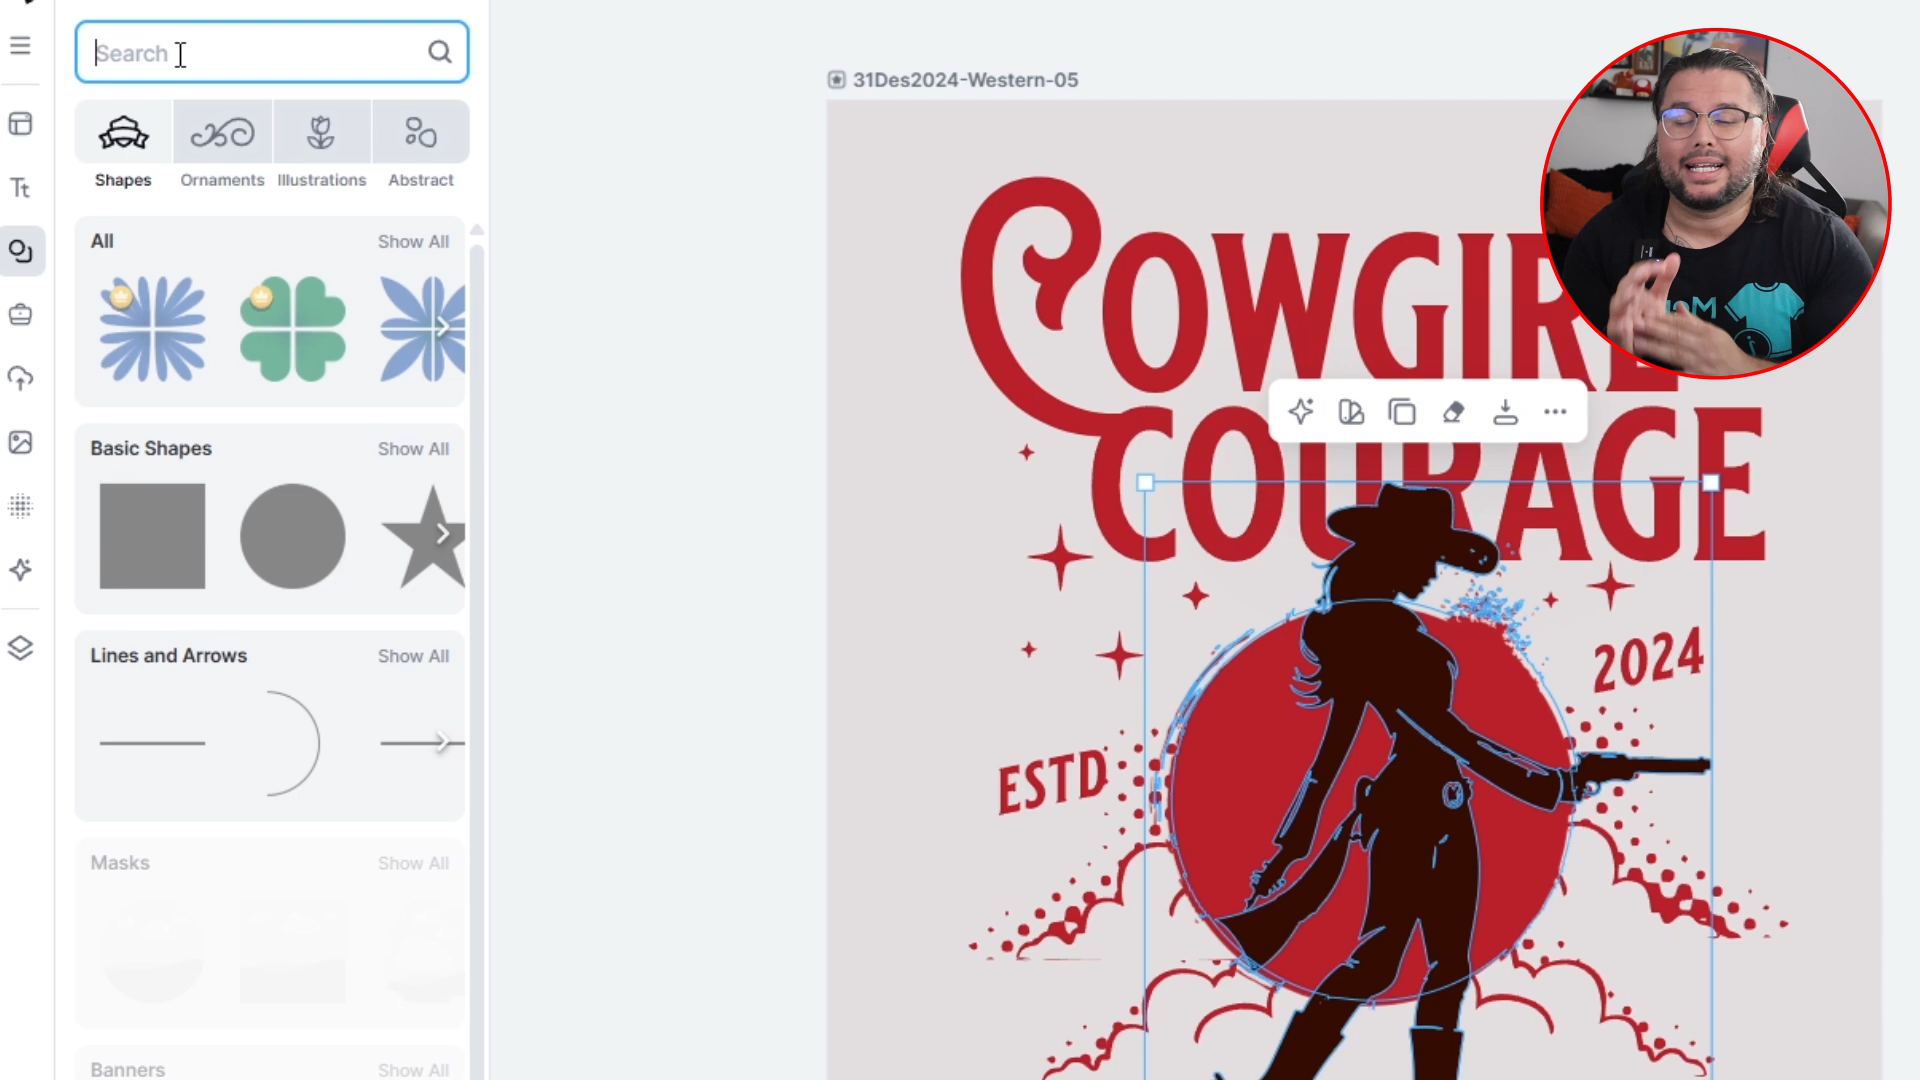 Search
Shapes
Ornaments
Illustrations
Abstract
All
Show All
Basic Shapes
Show All
Lines and Arrows
Show All
Masks
Show All
Banners
Show All
Tt
31Des2024-Western-05
COURAGE
2024
ESTD